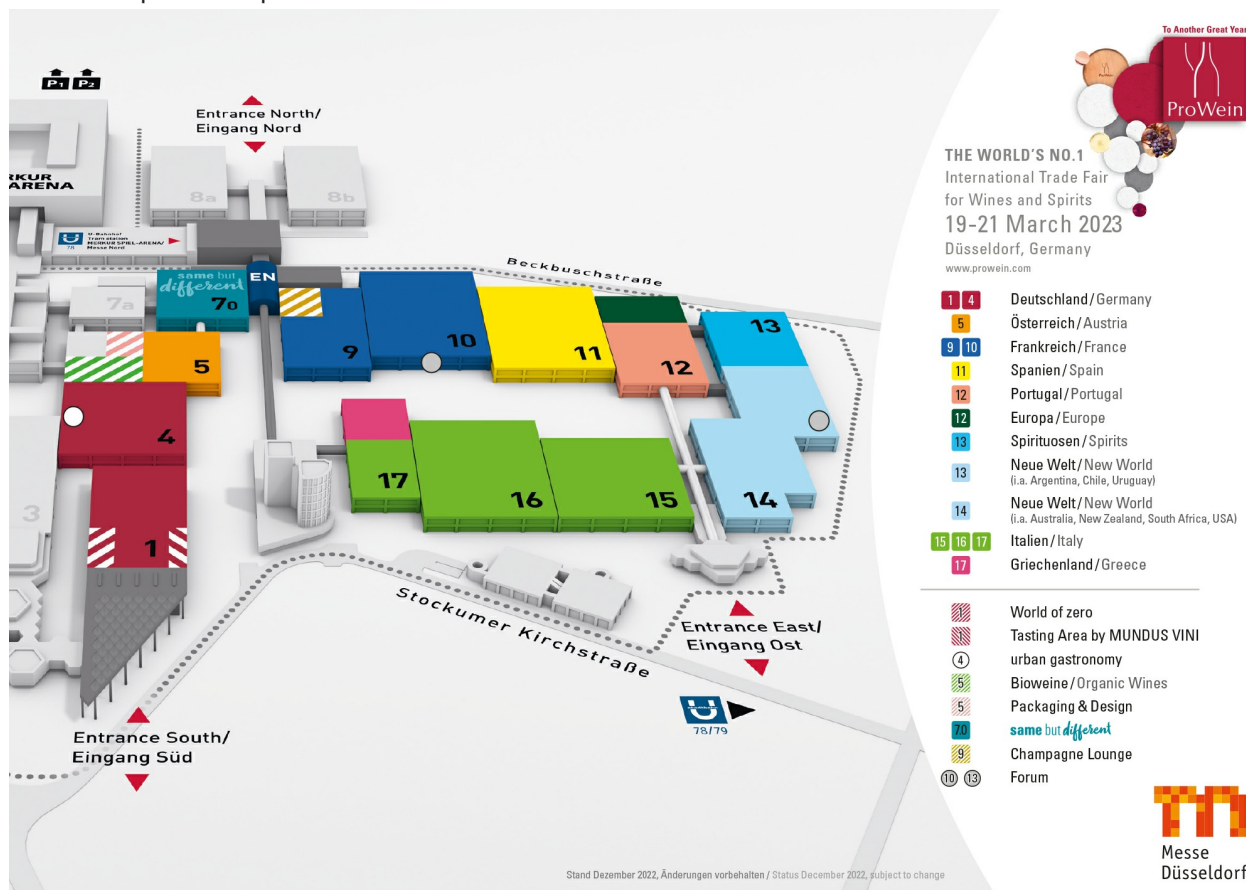 P1 P2
Entrance North/
Eingang Nord
RKUR
ARENA
8a
8b
U-Bahnhof
Tram station
MERKUR SPIEL-ARENA/
Messe Nord
78
Beckbuschstraße
same but
different
7a
70
EN
9
10
11
12
13
5
4
3
17
16
15
14
1
Stockumer Kirchstraße
Entrance East/
Eingang Ost
78/79
Entrance South/
Eingang Süd
To Another Great Year
ProWein
THE WORLD'S NO.1
International Trade Fair
for Wines and Spirits
19-21 March 2023
Düsseldorf, Germany
www.prowein.com
1 4 Deutschland/Germany
5 Österreich/Austria
9 10 Frankreich/France
11 Spanien/Spain
12 Portugal/Portugal
12 Europa/Europe
13 Spirituosen/Spirits
13 Neue Welt/New World
(i.a. Argentina, Chile, Uruguay)
14 Neue Welt/New World
(i.a. Australia, New Zealand, South Africa, USA)
15 16 17 Italien/Italy
17 Griechenland/Greece
1 World of zero
1 Tasting Area by MUNDUS VINI
4 urban gastronomy
5 Bioweine/Organic Wines
5 Packaging & Design
7.0 same but different
9 Champagne Lounge
10 13 Forum
Messe
Düsseldorf
Stand Dezember 2022, Änderungen vorbehalten / Status December 2022, subject to change